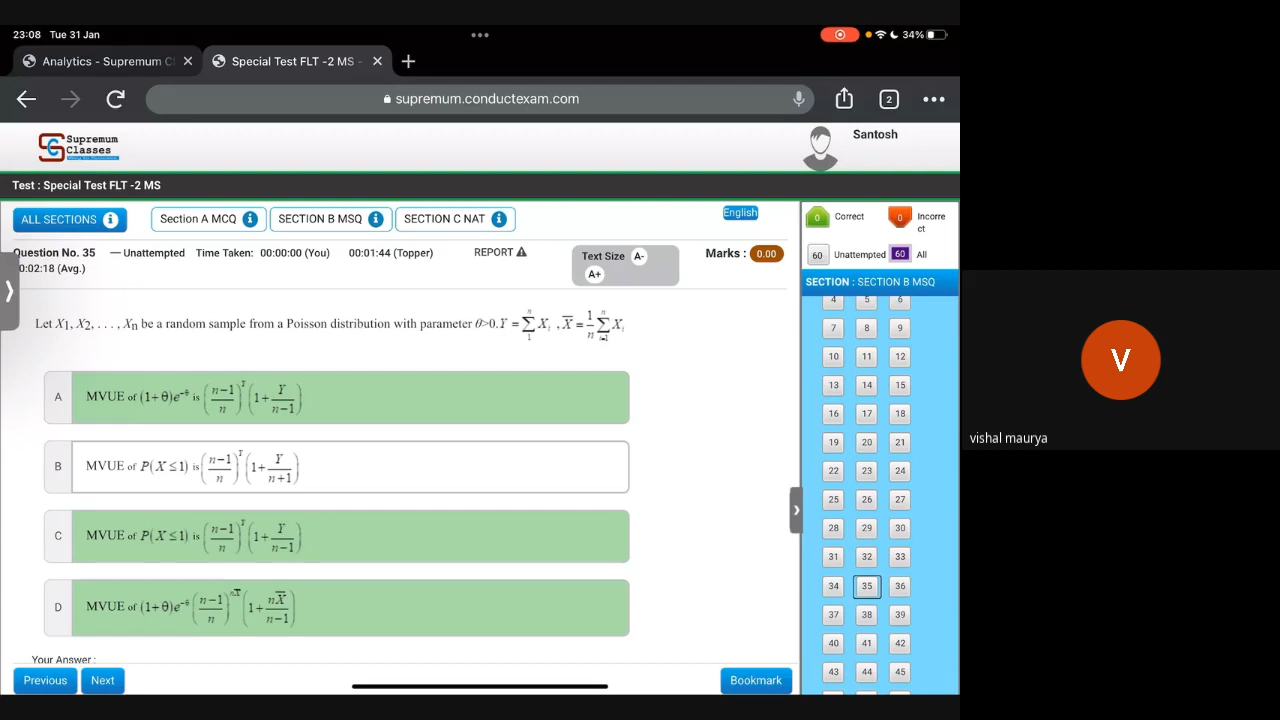 23:08 Tue 31 Jan
34%
Analytics - Supremum C
Special Test FLT -2 MS -
supremum.conductexam.com
2
Supremum
Classes
Santosh
Test : Special Test FLT -2 MS
ALL SECTIONS
Section A MCQ
SECTION B MSQ
SECTION C NAT
English
Question No. 35 — Unattempted Time Taken: 00:00:00 (You) 00:01:44 (Topper) REPORT
00:02:18 (Avg.)
Text Size A-
A+
Marks : 0.00
Let X₁, X₂, . . . , Xₙ be a random sample from a Poisson distribution with parameter θ>0. Y = ∑₁ⁿ Xᵢ , X̅ = 1/n ∑ᵢ₌₁ⁿ Xᵢ
A MVUE of (1+θ)e^{-θ} is ((n−1)/n)^Y (1 + Y/(n−1))
B MVUE of P(X ≤ 1) is ((n−1)/n)^Y (1 + Y/(n+1))
C MVUE of P(X ≤ 1) is ((n−1)/n)^Y (1 + Y/(n−1))
D MVUE of (1+θ)e^{-θ} ((n−1)/n)^{nX̅} (1 + nX̅/(n−1))
Your Answer :
Previous
Next
Bookmark
0 Correct
0 Incorre
ct
60 Unattempted
60 All
SECTION : SECTION B MSQ
4 5 6
7 8 9
10 11 12
13 14 15
16 17 18
19 20 21
22 23 24
25 26 27
28 29 30
31 32 33
34 35 36
37 38 39
40 41 42
43 44 45
V
vishal maurya